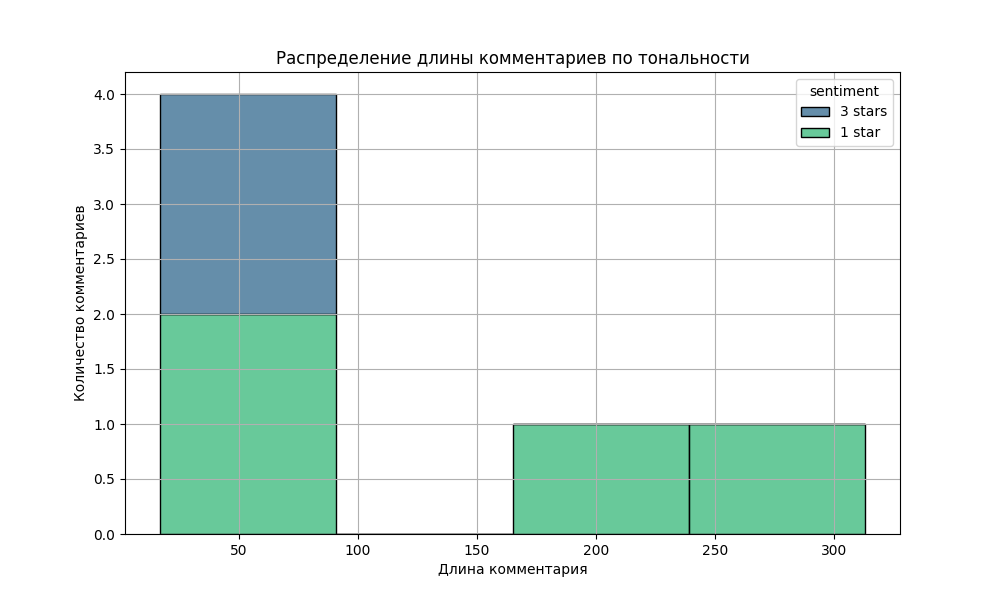 Распределение длины комментариев по тональности
sentiment
3 stars
1 star
Количество комментариев
4.0
3.5
3.0
2.5
2.0
1.5
1.0
0.5
0.0
50 100 150 200 250 300
Длина комментария